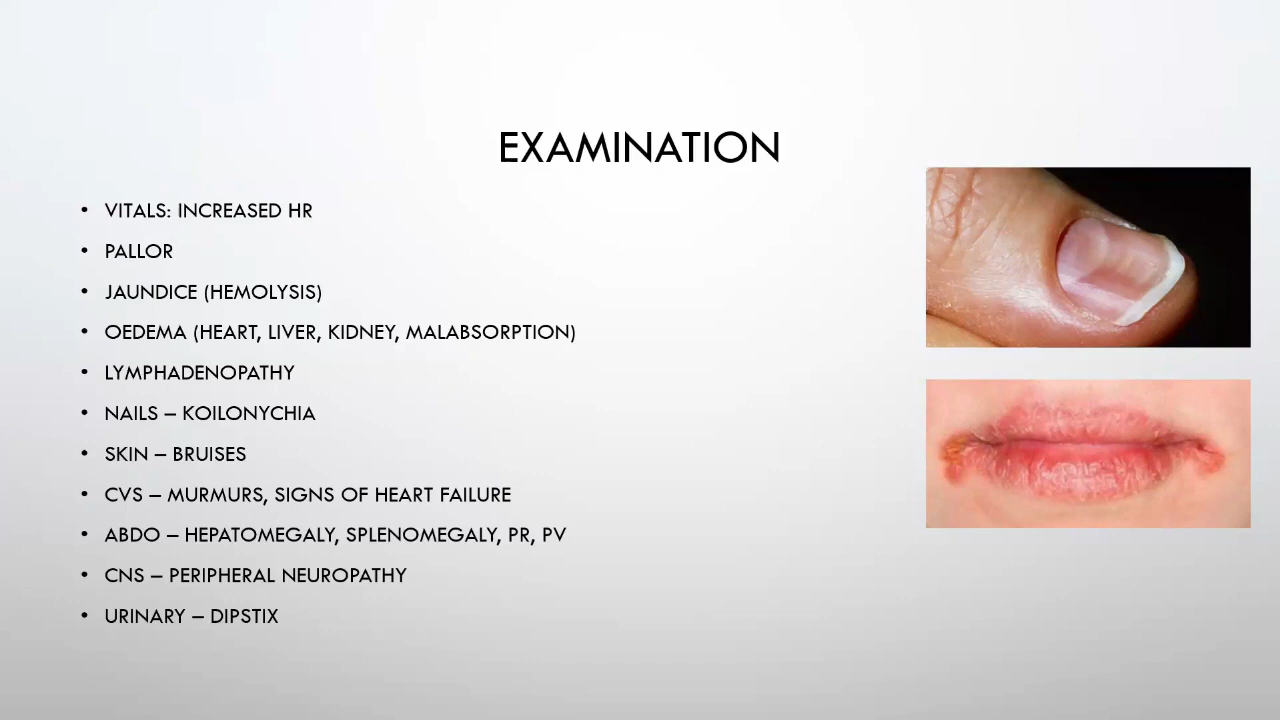 EXAMINATION
• VITALS: INCREASED HR
• PALLOR
• JAUNDICE (HEMOLYSIS)
• OEDEMA (HEART, LIVER, KIDNEY, MALABSORPTION)
• LYMPHADENOPATHY
• NAILS – KOILONYCHIA
• SKIN – BRUISES
• CVS – MURMURS, SIGNS OF HEART FAILURE
• ABDO – HEPATOMEGALY, SPLENOMEGALY, PR, PV
• CNS – PERIPHERAL NEUROPATHY
• URINARY – DIPSTIX